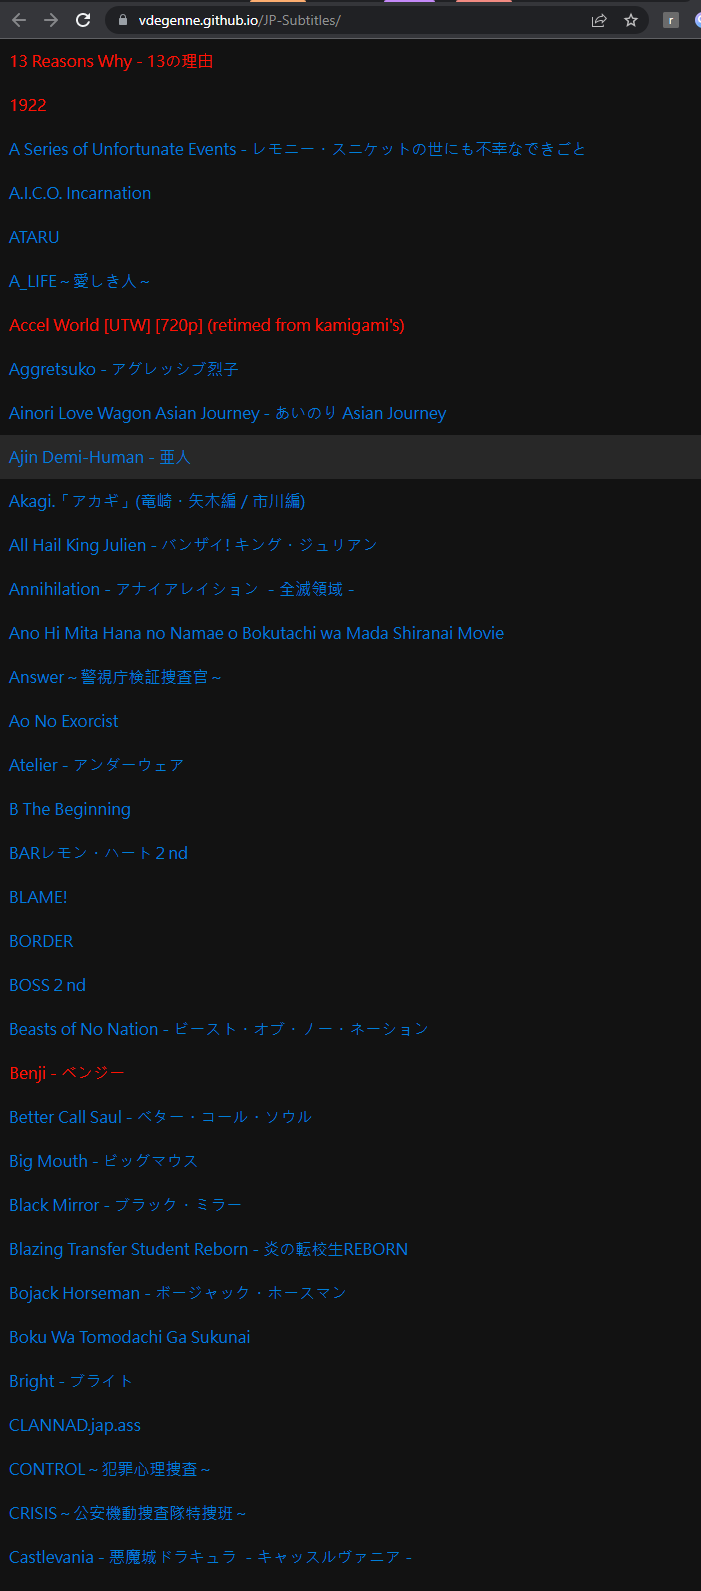 vdegenne.github.io/JP-Subtitles/
r
13 Reasons Why - 13の理由
1922
A Series of Unfortunate Events - レモニー・スニケットの世にも不幸なできごと
A.I.C.O. Incarnation
ATARU
A_LIFE～愛しき人～
Accel World [UTW] [720p] (retimed from kamigami's)
Aggretsuko - アグレッシブ烈子
Ainori Love Wagon Asian Journey - あいのり Asian Journey
Ajin Demi-Human - 亜人
Akagi.「アカギ」(竜崎・矢木編 / 市川編)
All Hail King Julien - バンザイ! キング・ジュリアン
Annihilation - アナイアレイション  - 全滅領域 -
Ano Hi Mita Hana no Namae o Bokutachi wa Mada Shiranai Movie
Answer～警視庁検証捜査官～
Ao No Exorcist
Atelier - アンダーウェア
B The Beginning
BARレモン・ハート２nd
BLAME!
BORDER
BOSS２nd
Beasts of No Nation - ビースト・オブ・ノー・ネーション
Benji - ベンジー
Better Call Saul - ベター・コール・ソウル
Big Mouth - ビッグマウス
Black Mirror - ブラック・ミラー
Blazing Transfer Student Reborn - 炎の転校生REBORN
Bojack Horseman - ボージャック・ホースマン
Boku Wa Tomodachi Ga Sukunai
Bright - ブライト
CLANNAD.jap.ass
CONTROL～犯罪心理捜査～
CRISIS～公安機動捜査隊特捜班～
Castlevania - 悪魔城ドラキュラ  - キャッスルヴァニア -